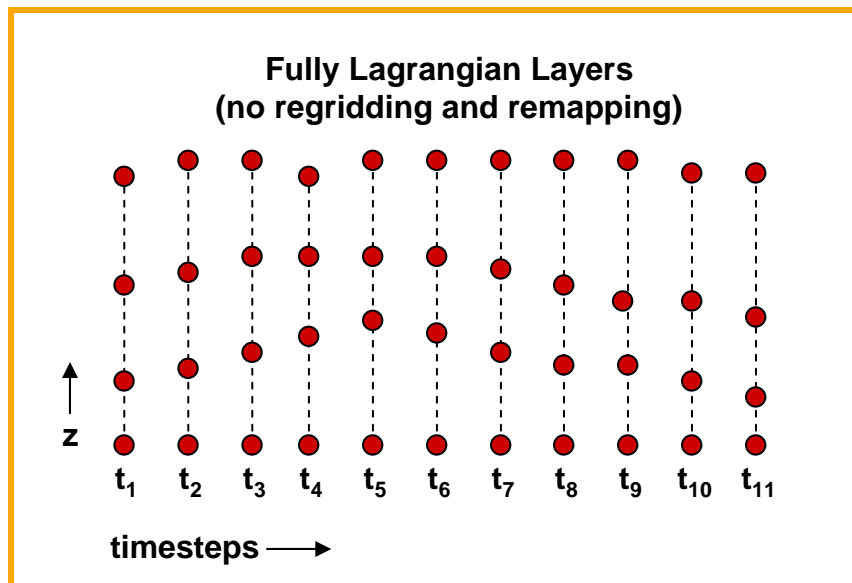 Fully Lagrangian Layers
(no regridding and remapping)
z
t1 t2 t3 t4 t5 t6 t7 t8 t9 t10 t11
timesteps